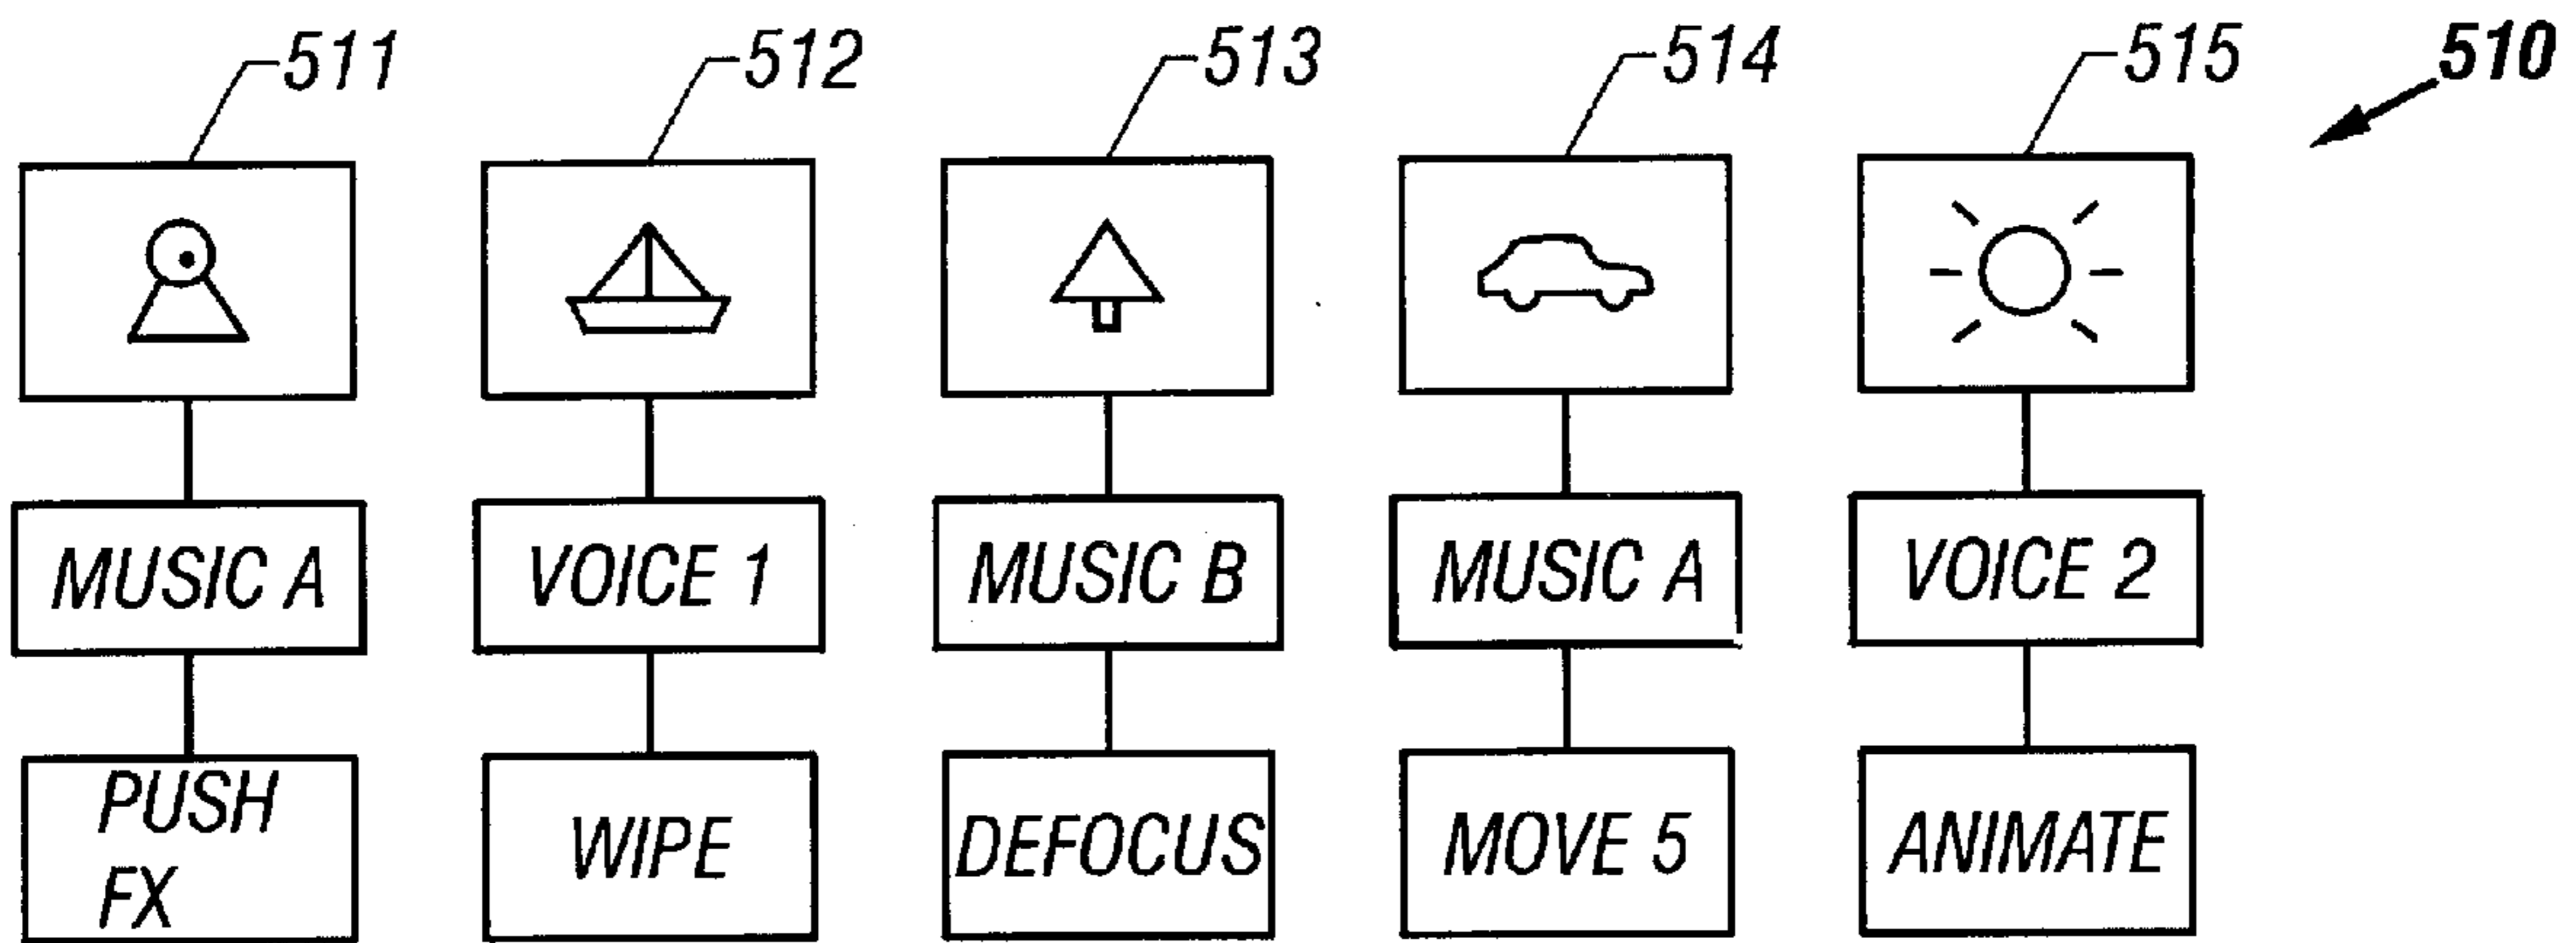 511 512 513 514 515 510
MUSIC A VOICE 1 MUSIC B MUSIC A VOICE 2
PUSH
FX
WIPE DEFOCUS MOVE 5 ANIMATE